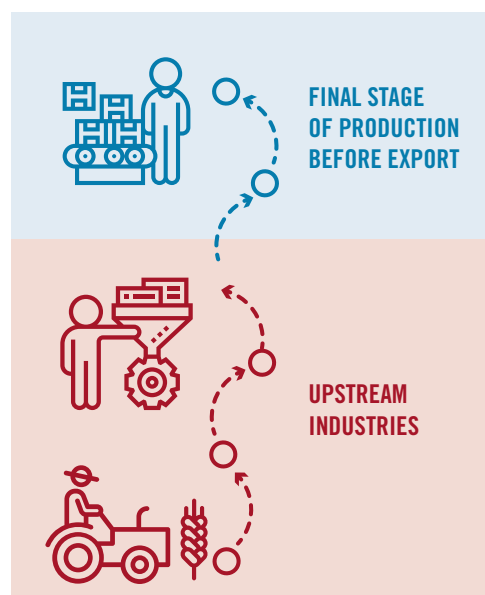 FINAL STAGE
OF PRODUCTION
BEFORE EXPORT
UPSTREAM
INDUSTRIES